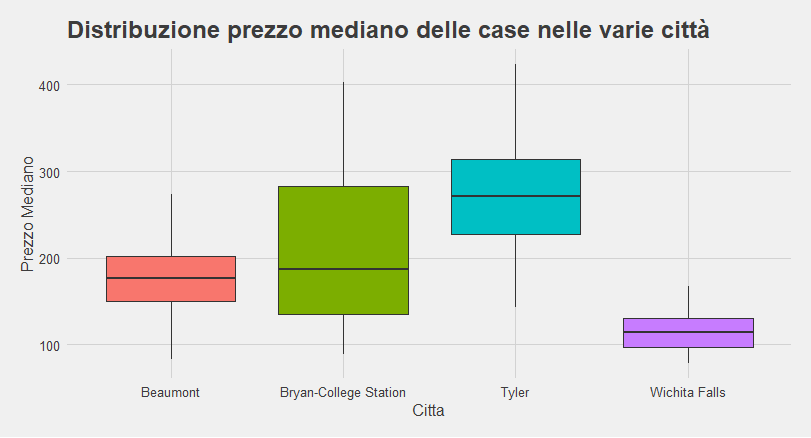 Distribuzione prezzo mediano delle case nelle varie città
400
300
200
100
Prezzo Mediano
Beaumont
Bryan-College Station
Tyler
Wichita Falls
Citta